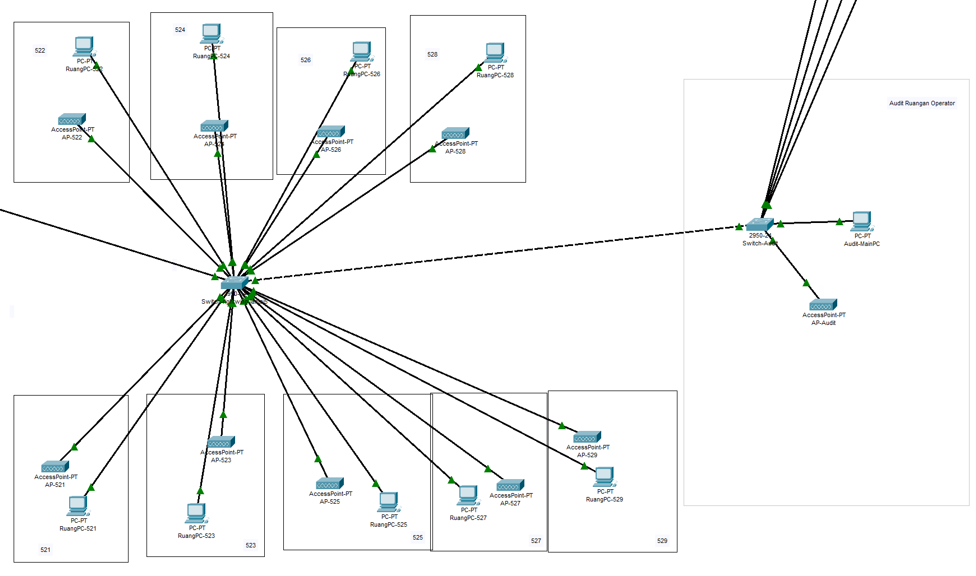 522
PC-PT
RuangPC-522
AccessPoint-PT
AP-522
524
PC-PT
RuangPC-524
AccessPoint-PT
AP-524
526
PC-PT
RuangPC-526
AccessPoint-PT
AP-526
528
PC-PT
RuangPC-528
AccessPoint-PT
AP-528
Audit Ruangan Operator
2950-24
Switch-Audit
PC-PT
Audit-MainPC
AccessPoint-PT
AP-Audit
AccessPoint-PT
AP-521
PC-PT
RuangPC-521
521
AccessPoint-PT
AP-523
PC-PT
RuangPC-523
523
AccessPoint-PT
AP-525
PC-PT
RuangPC-525
525
PC-PT
RuangPC-527
AccessPoint-PT
AP-527
527
AccessPoint-PT
AP-529
PC-PT
RuangPC-529
529